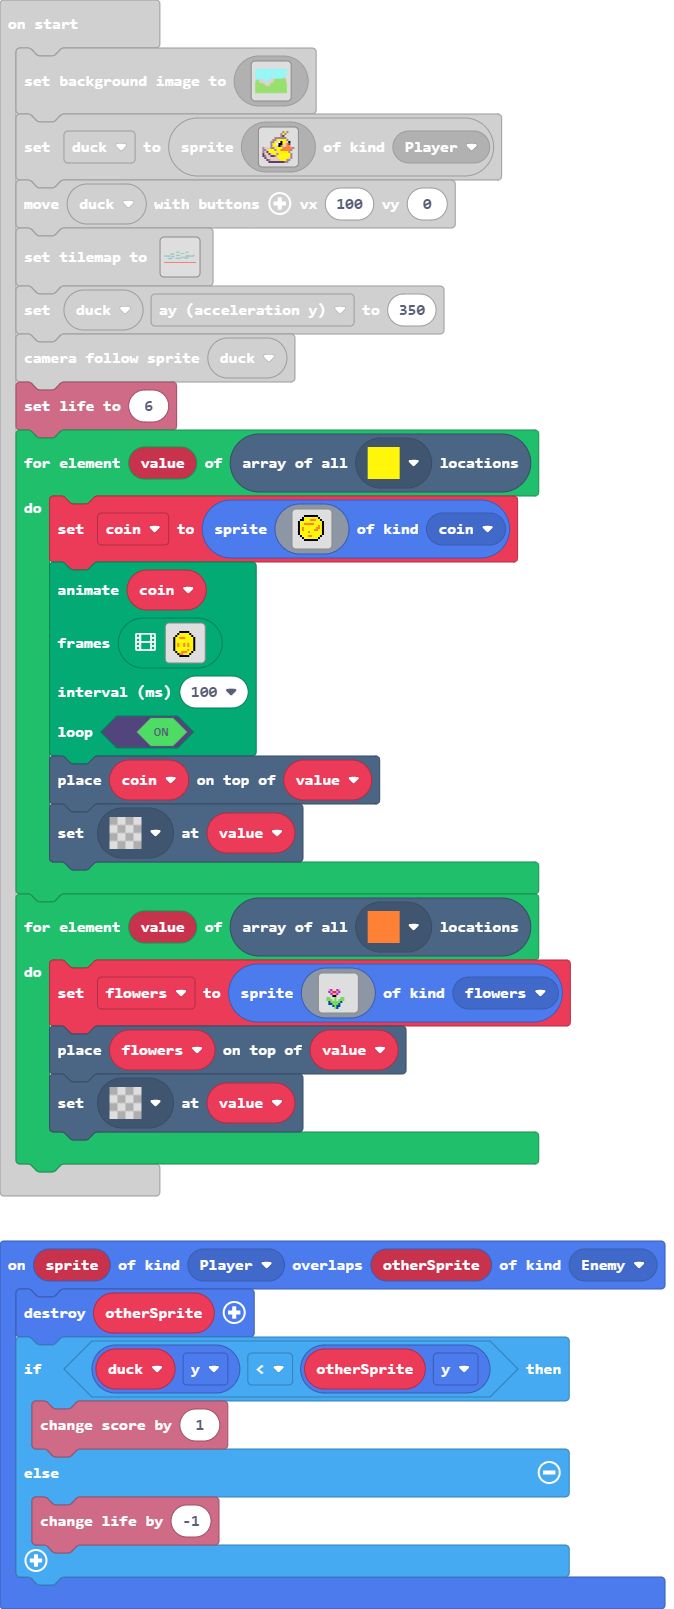 on start
set background image to
set duck to sprite of kind Player
move duck with buttons vx 100 vy 0
set tilemap to
set duck ay (acceleration y) to 350
camera follow sprite duck
set life to 6
for element value of array of all locations
do
set coin to sprite of kind coin
animate coin
frames
interval (ms) 100
loop ON
place coin on top of value
set at value
for element value of array of all locations
do
set flowers to sprite of kind flowers
place flowers on top of value
set at value
on sprite of kind Player overlaps otherSprite of kind Enemy
destroy otherSprite
if duck y < otherSprite y then
change score by 1
else
change life by -1